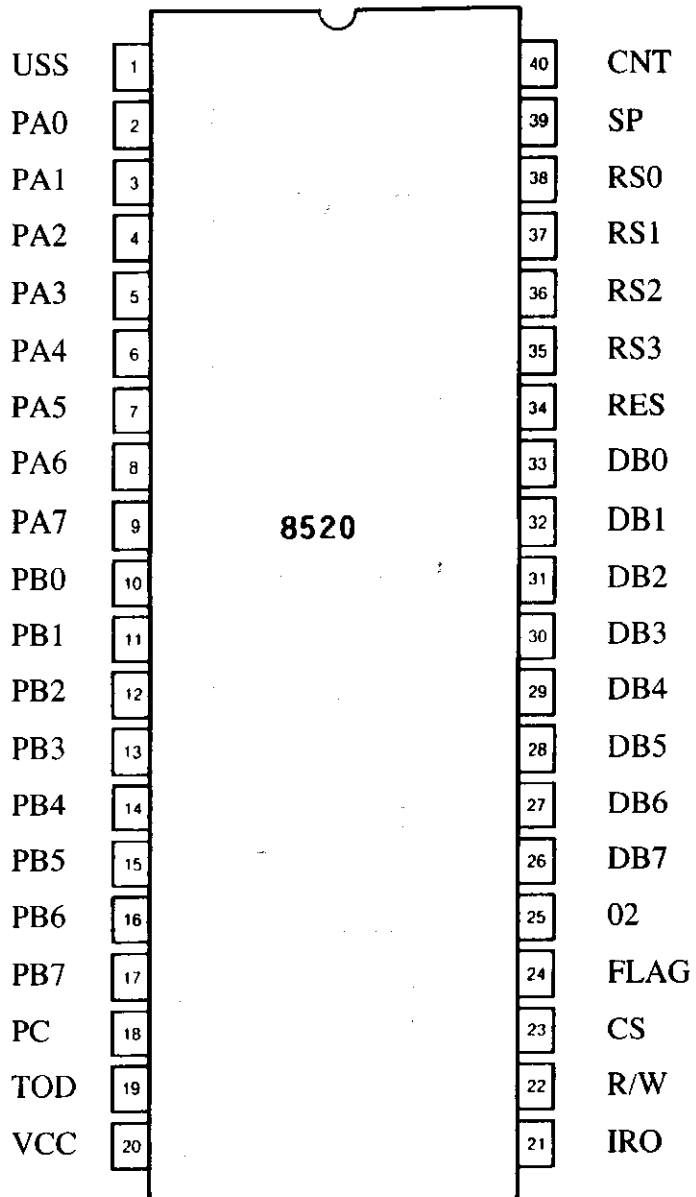 USS 1 40 CNT
PA0 2 39 SP
PA1 3 38 RS0
PA2 4 37 RS1
PA3 5 36 RS2
PA4 6 35 RS3
PA5 7 34 RES
PA6 8 33 DB0
PA7 9 8520 32 DB1
PB0 10 31 DB2
PB1 11 30 DB3
PB2 12 29 DB4
PB3 13 28 DB5
PB4 14 27 DB6
PB5 15 26 DB7
PB6 16 25 02
PB7 17 24 FLAG
PC 18 23 CS
TOD 19 22 R/W
VCC 20 21 IRO